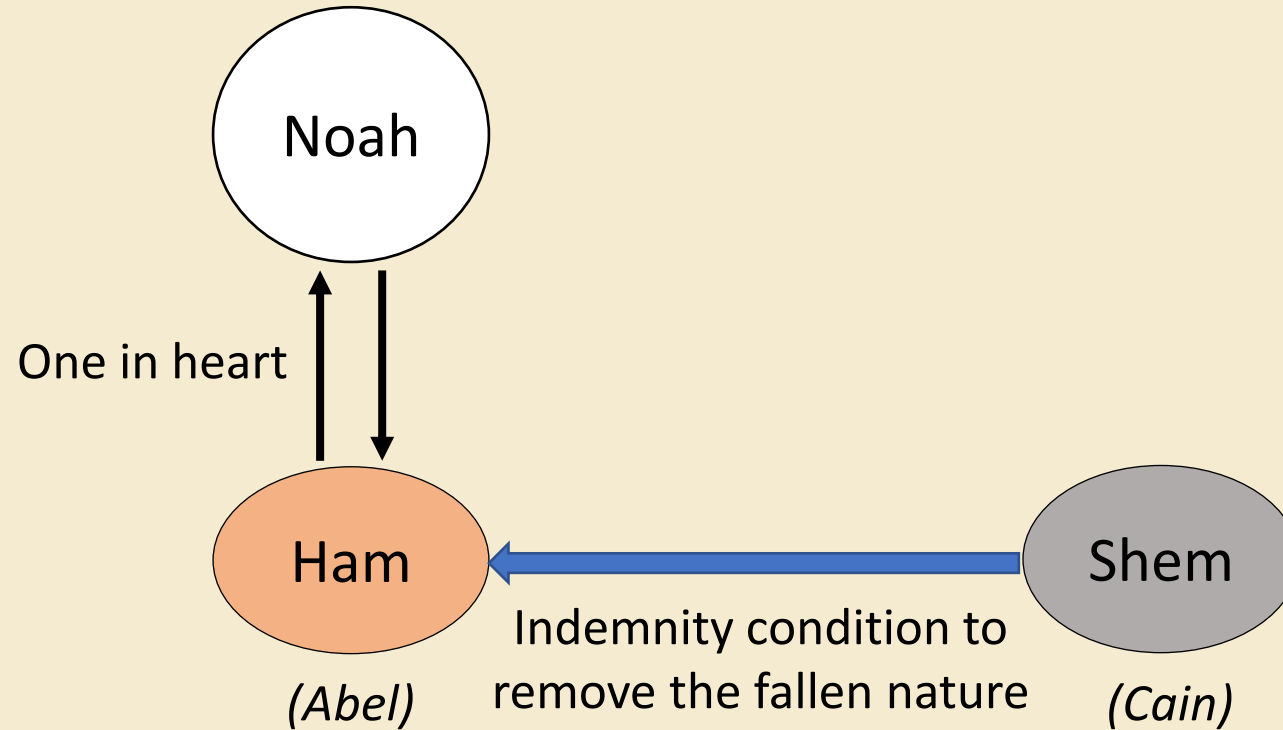 Noah
One in heart
Ham
Shem
Indemnity condition to
remove the fallen nature
(Abel)
(Cain)